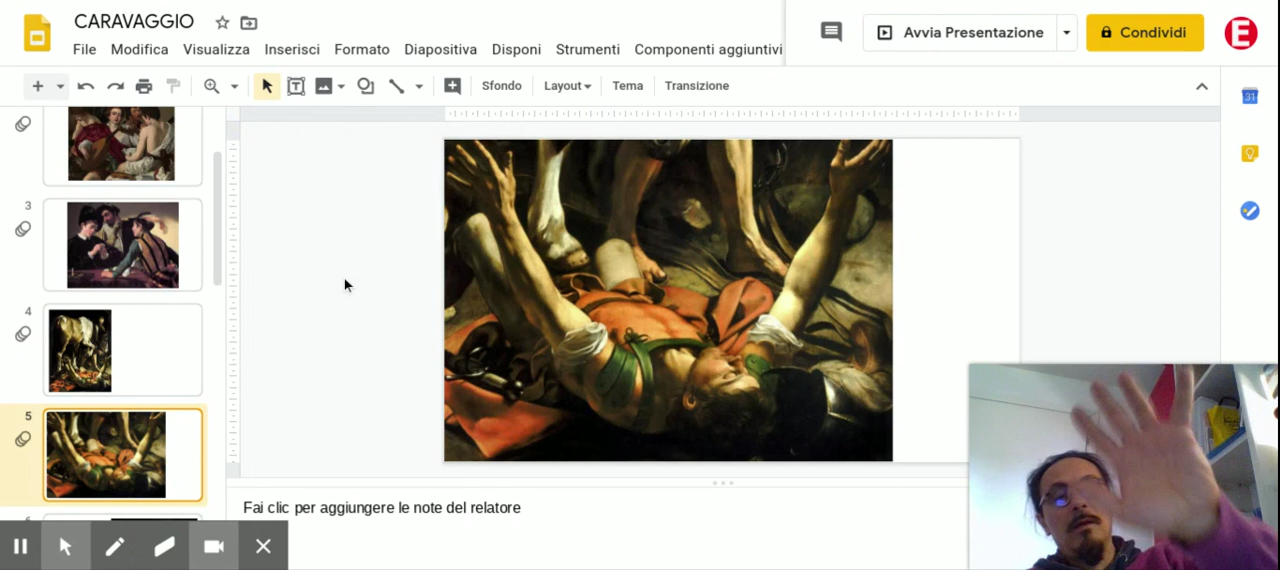 CARAVAGGIO
File Modifica Visualizza Inserisci Formato Diapositiva Disponi Strumenti Componenti aggiuntivi
Avvia Presentazione
Condividi
E
Sfondo Layout Tema Transizione
31
3
4
5
Fai clic per aggiungere le note del relatore